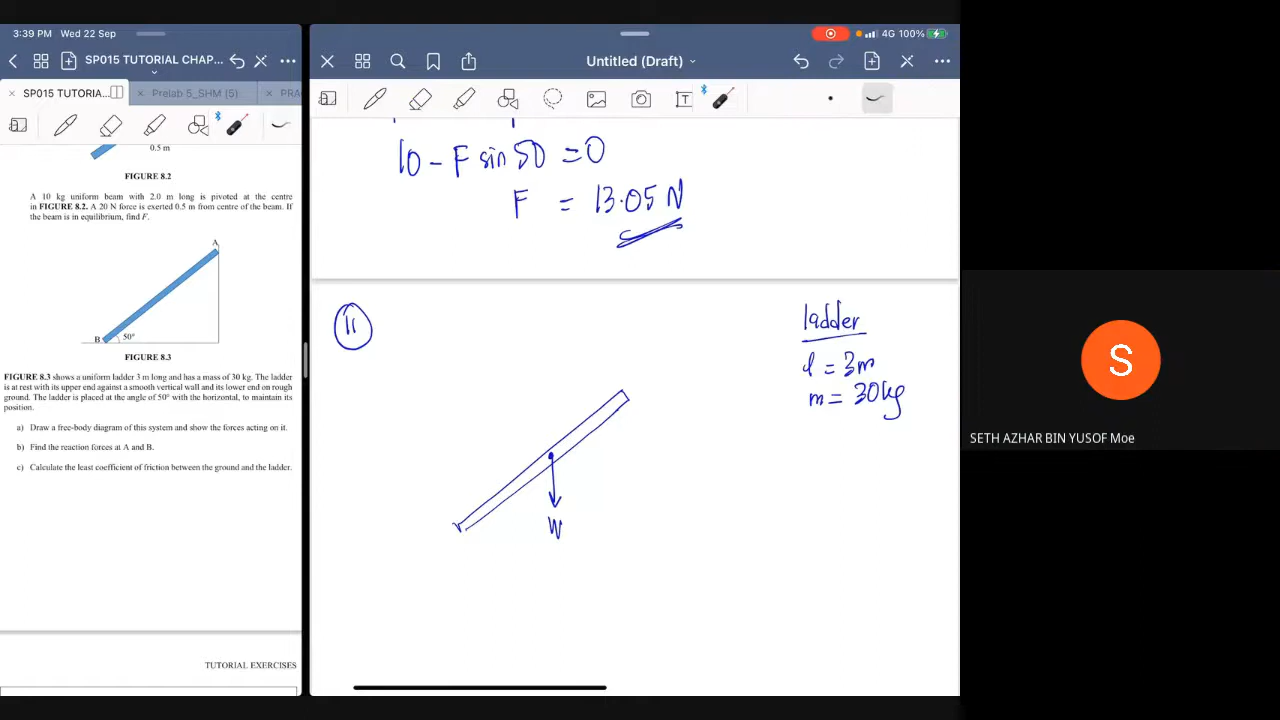 3:39 PM Wed 22 Sep
SP015 TUTORIAL CHAP...
SP015 TUTORIA...
Prelab 5_SHM (5)
PRA
0.5 m
FIGURE 8.2
A 10 kg uniform beam with 2.0 m long is pivoted at the centre
in FIGURE 8.2. A 20 N force is exerted 0.5 m from centre of the beam. If
the beam is in equilibrium, find F.
A
B
50°
FIGURE 8.3
FIGURE 8.3 shows a uniform ladder 3 m long and has a mass of 30 kg. The ladder
is at rest with its upper end against a smooth vertical wall and its lower end on rough
ground. The ladder is placed at the angle of 50° with the horizontal, to maintain its
position.
a) Draw a free-body diagram of this system and show the forces acting on it.
b) Find the reaction forces at A and B.
c) Calculate the least coefficient of friction between the ground and the ladder.
TUTORIAL EXERCISES
4G 100%
Untitled (Draft)
T
10 - F sin 50 = 0
F = 13.05 N
11
ladder
l = 3m
m = 30kg
W
S
SETH AZHAR BIN YUSOF Moe